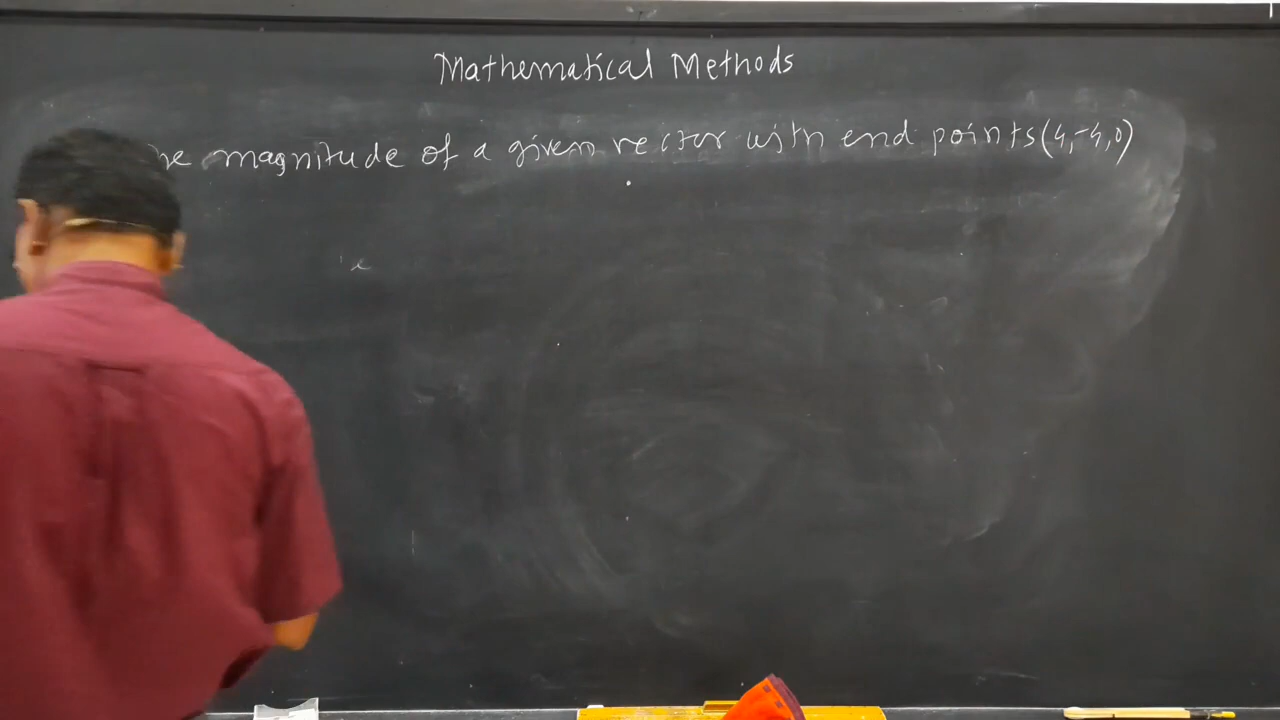 Mathematical Methods
he magnitude of a given vector with end points (4,-4,0)